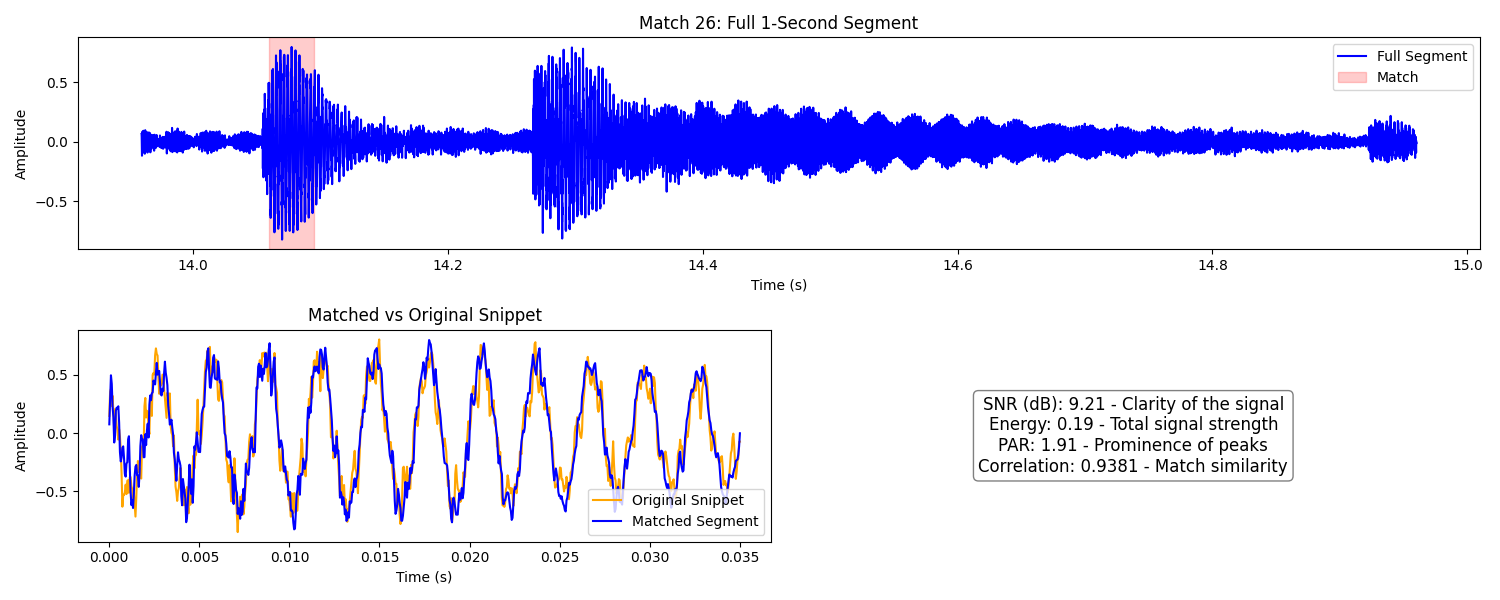 Match 26: Full 1-Second Segment
Amplitude
0.5
0.0
−0.5
Full Segment
Match
14.0 14.2 14.4 14.6 14.8 15.0
Time (s)
Matched vs Original Snippet
Amplitude
0.5
0.0
−0.5
Original Snippet
Matched Segment
0.000 0.005 0.010 0.015 0.020 0.025 0.030 0.035
Time (s)
SNR (dB): 9.21 - Clarity of the signal
Energy: 0.19 - Total signal strength
PAR: 1.91 - Prominence of peaks
Correlation: 0.9381 - Match similarity